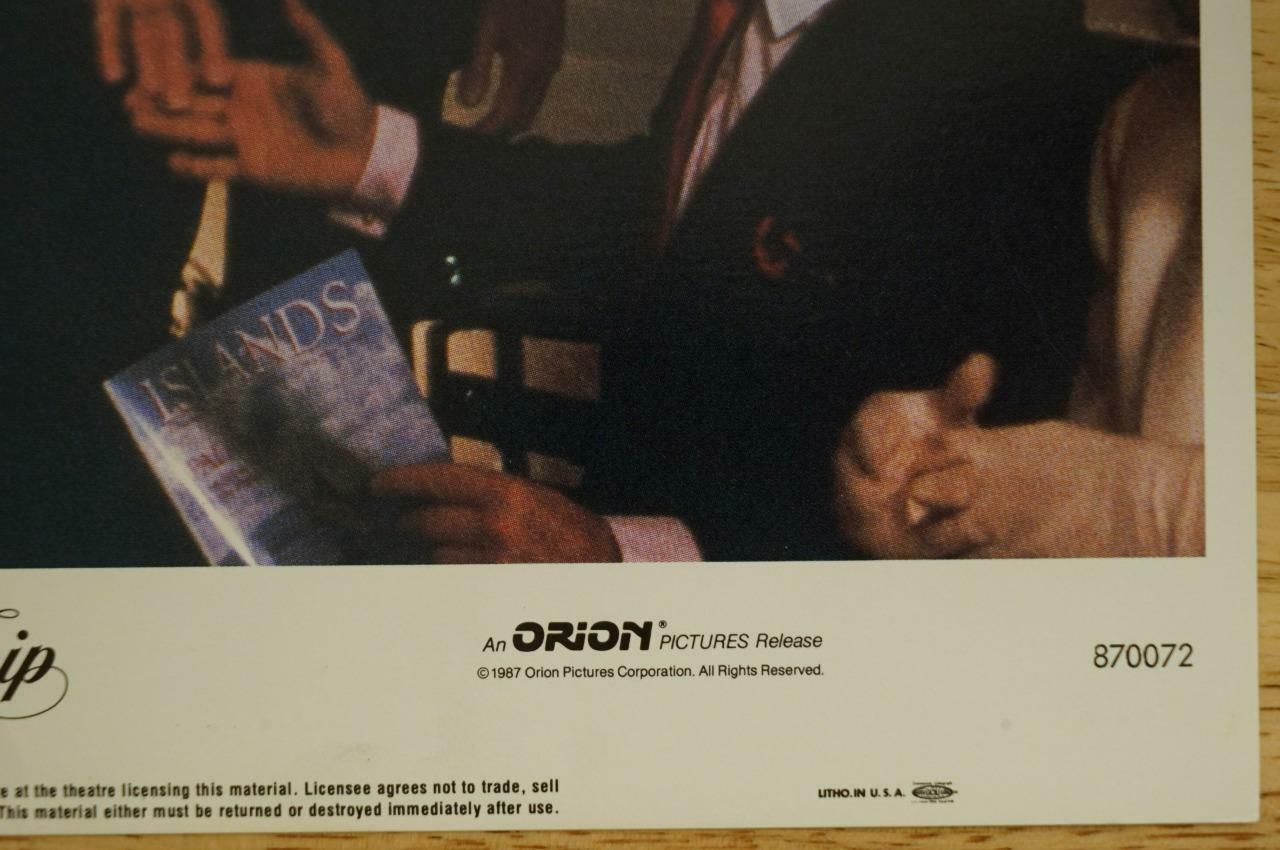 ISLANDS
ip
An ORION® PICTURES Release
©1987 Orion Pictures Corporation. All Rights Reserved.
870072
e at the theatre licensing this material. Licensee agrees not to trade, sell
This material either must be returned or destroyed immediately after use.
LITHO. IN U. S. A.